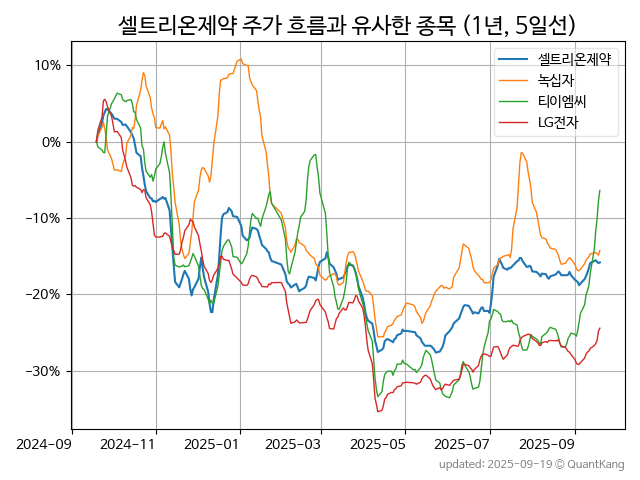 셀트리온제약 주가 흐름과 유사한 종목 (1년, 5일선)
셀트리온제약
녹십자
티이엠씨
LG전자
10%
0%
−10%
−20%
−30%
2024-09 2024-11 2025-01 2025-03 2025-05 2025-07 2025-09
updated: 2025-09-19 © QuantKang